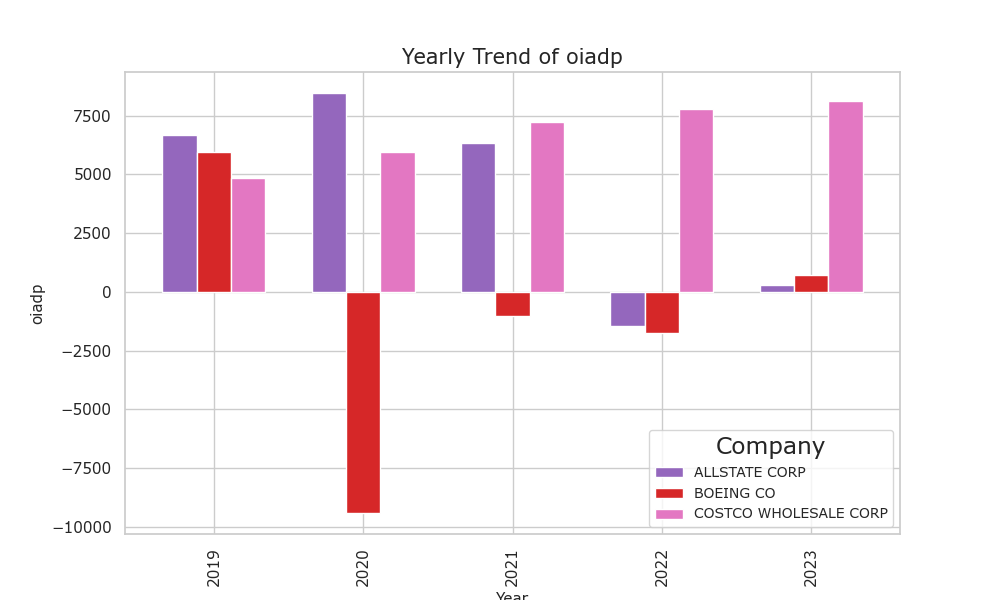 Yearly Trend of oiadp
oiadp
7500
5000
2500
0
−2500
−5000
−7500
−10000
2019
2020
2021
2022
2023
Year
Company
ALLSTATE CORP
BOEING CO
COSTCO WHOLESALE CORP